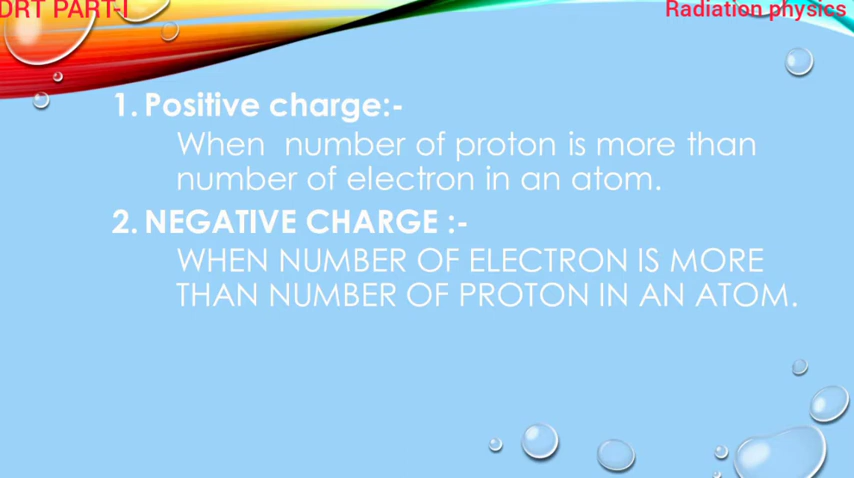 DRT PART-I
Radiation physics
1. Positive charge:-
When number of proton is more than
number of electron in an atom.
2. NEGATIVE CHARGE :-
WHEN NUMBER OF ELECTRON IS MORE
THAN NUMBER OF PROTON IN AN ATOM.